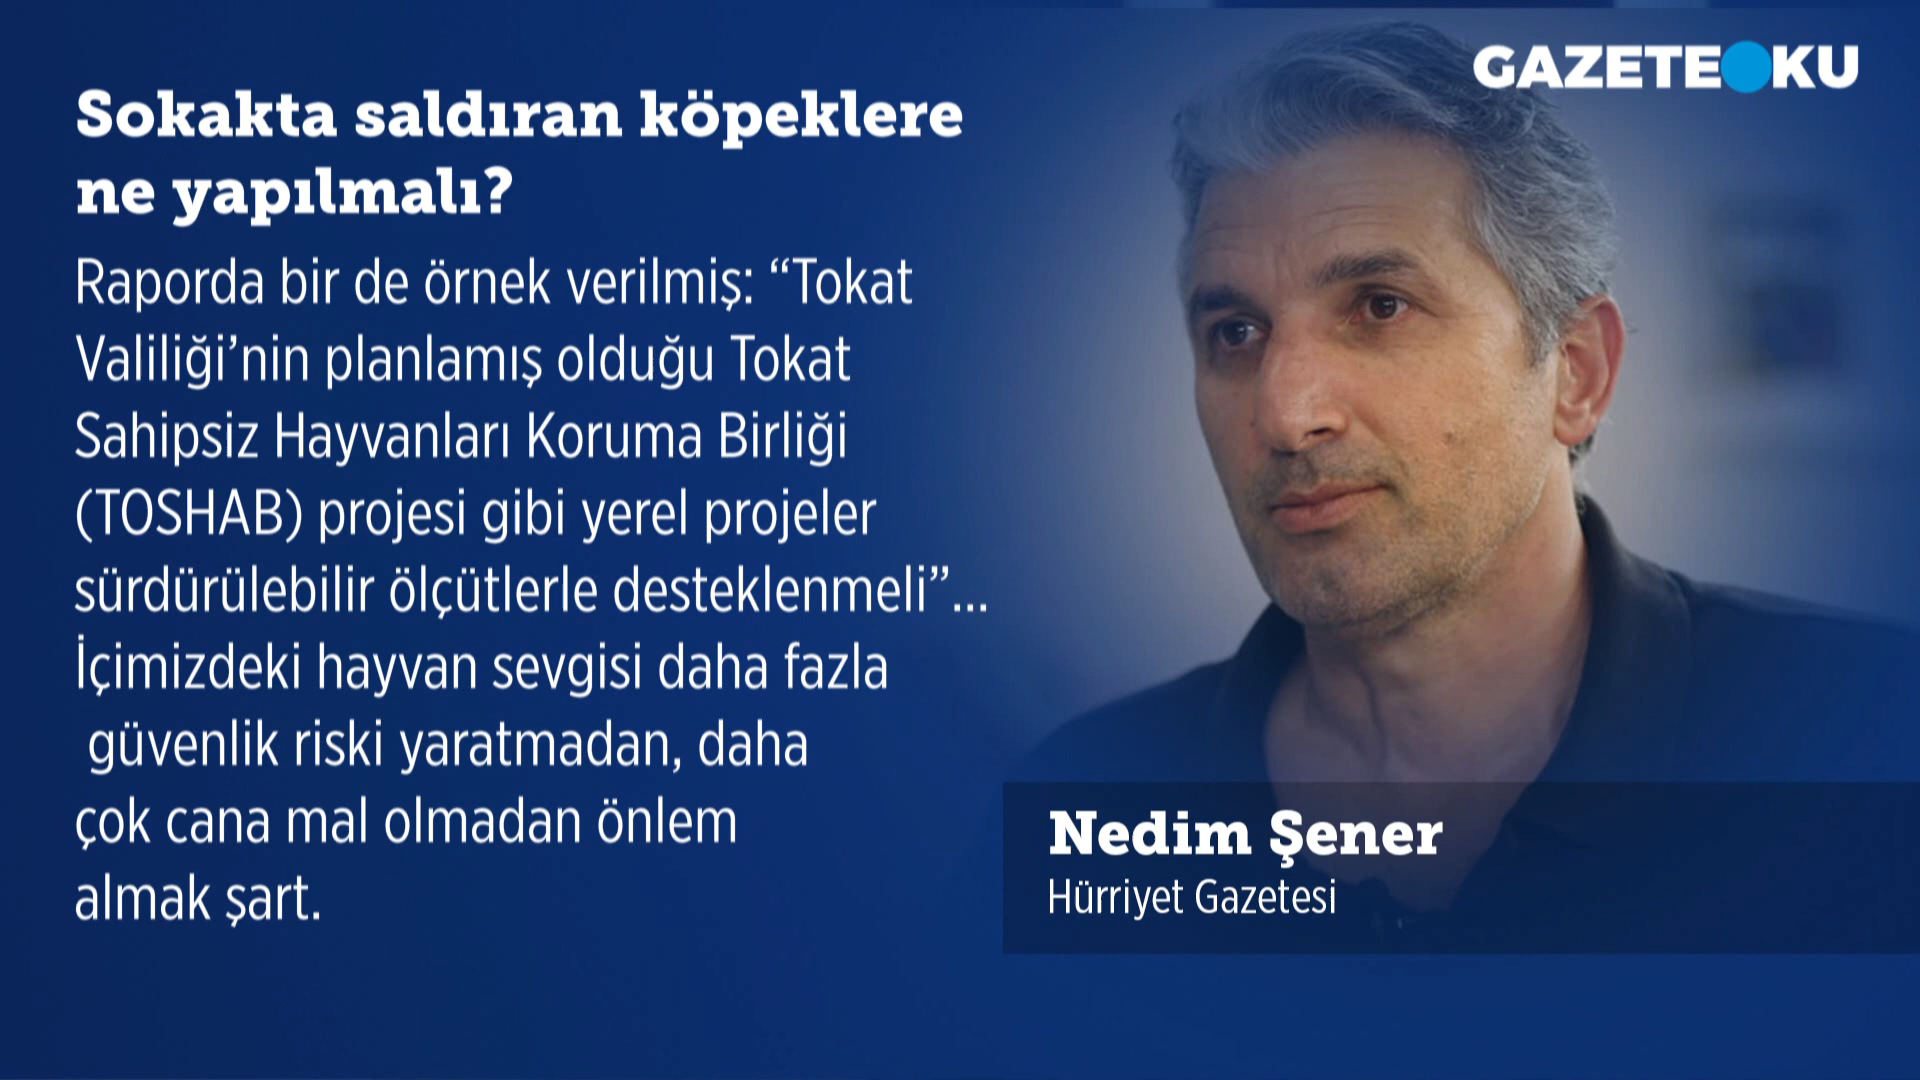 GAZETE KU
Sokakta saldıran köpeklere
ne yapılmalı?
Raporda bir de örnek verilmiş: “Tokat
Valiliği’nin planlamış olduğu Tokat
Sahipsiz Hayvanları Koruma Birliği
(TOSHAB) projesi gibi yerel projeler
sürdürülebilir ölçütlerle desteklenmeli”...
İçimizdeki hayvan sevgisi daha fazla
güvenlik riski yaratmadan, daha
çok cana mal olmadan önlem
almak şart.
Nedim Şener
Hürriyet Gazetesi